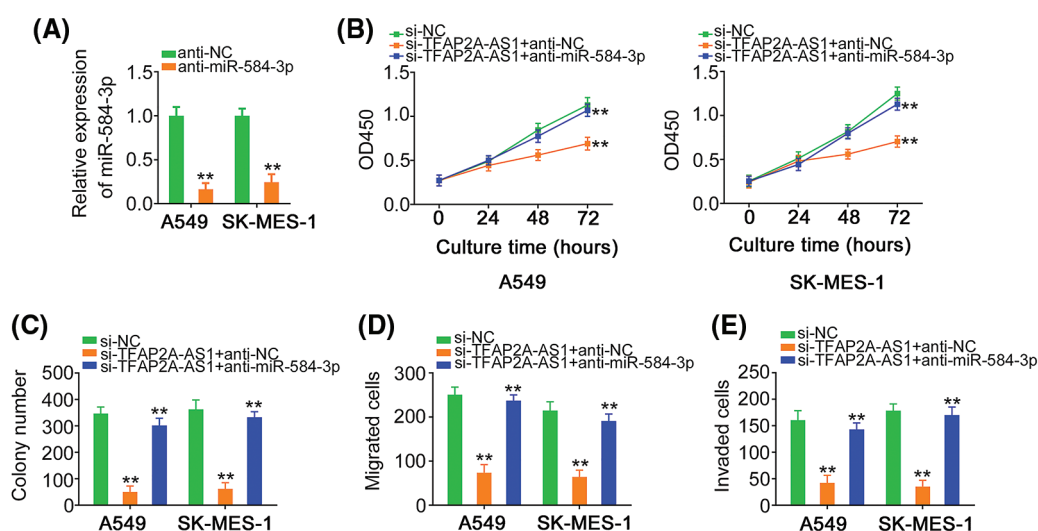 (A)
anti-NC
anti-miR-584-3p
Relative expression
of miR-584-3p
1.5
1.0
0.5
0.0
**
**
A549 SK-MES-1
(B)
si-NC
si-TFAP2A-AS1+anti-NC
si-TFAP2A-AS1+anti-miR-584-3p
OD450
1.5
1.0
0.5
0.0
**
**
0 24 48 72
Culture time (hours)
A549
si-NC
si-TFAP2A-AS1+anti-NC
si-TFAP2A-AS1+anti-miR-584-3p
OD450
1.5
1.0
0.5
0.0
**
**
0 24 48 72
Culture time (hours)
SK-MES-1
(C)
si-NC
si-TFAP2A-AS1+anti-NC
si-TFAP2A-AS1+anti-miR-584-3p
Colony number
500
400
300
200
100
0
** ** ** **
A549 SK-MES-1
(D)
si-NC
si-TFAP2A-AS1+anti-NC
si-TFAP2A-AS1+anti-miR-584-3p
Migrated cells
300
200
100
0
** ** ** **
A549 SK-MES-1
(E)
si-NC
si-TFAP2A-AS1+anti-NC
si-TFAP2A-AS1+anti-miR-584-3p
Invaded cells
250
200
150
100
50
0
** ** ** **
A549 SK-MES-1